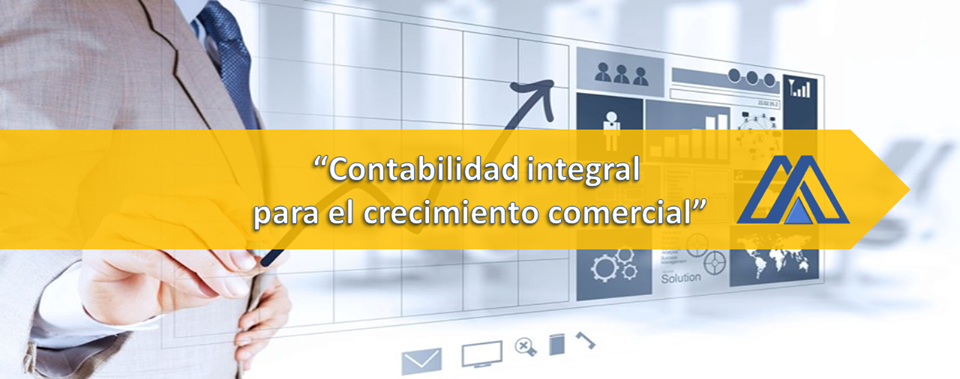 “Contabilidad integral
para el crecimiento comercial”
Solution